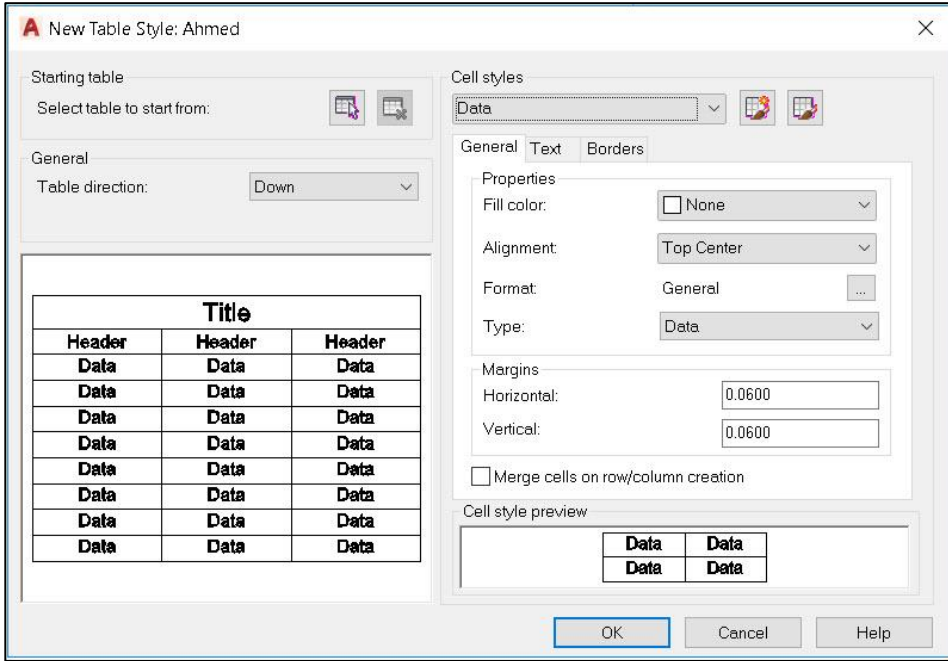 New Table Style: Ahmed
Starting table
Select table to start from:
General
Table direction: Down
Title
Header Header Header
Data Data Data
Data Data Data
Data Data Data
Data Data Data
Data Data Data
Data Data Data
Data Data Data
Data Data Data
Cell styles
Data
General Text Borders
Properties
Fill color: None
Alignment: Top Center
Format: General ...
Type: Data
Margins
Horizontal: 0.0600
Vertical: 0.0600
Merge cells on row/column creation
Cell style preview
Data Data
Data Data
OK Cancel Help